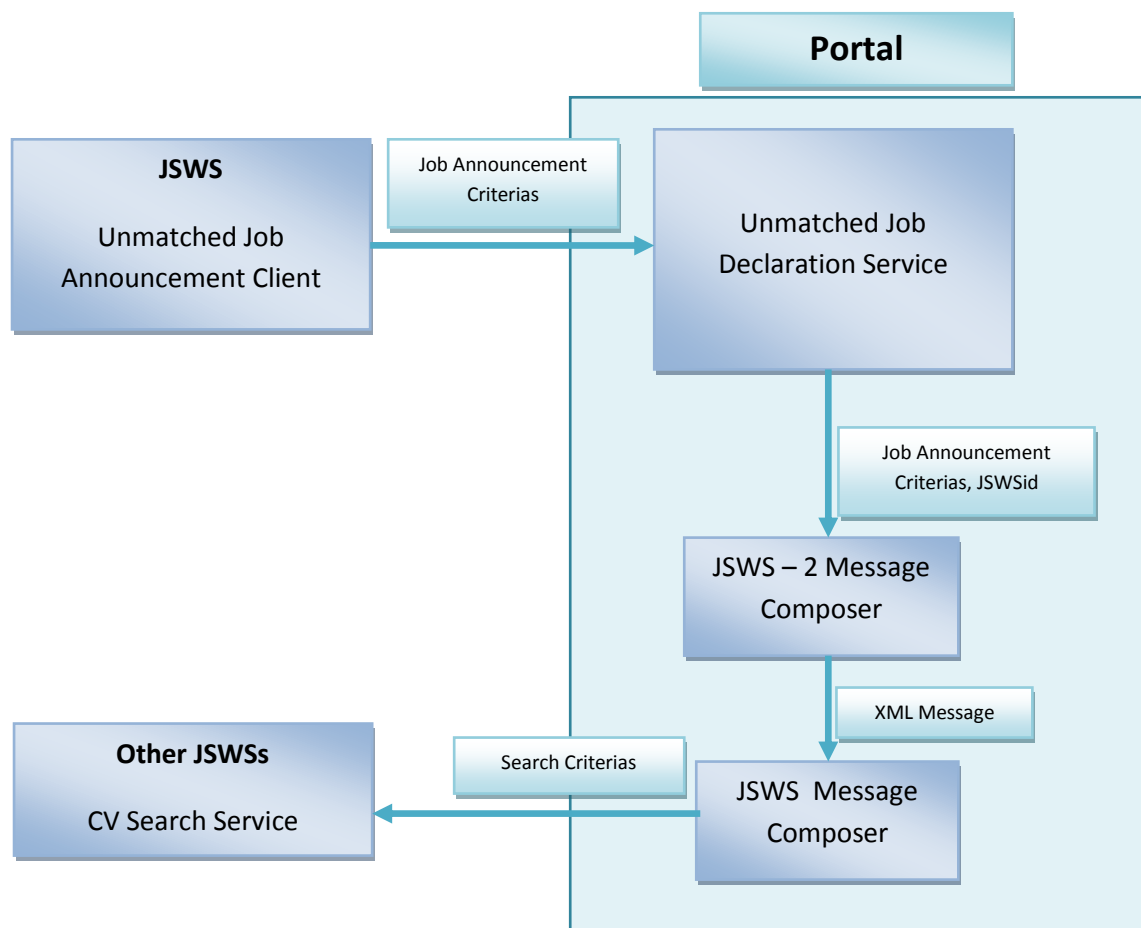 Portal
JSWS
Unmatched Job
Announcement Client
Job Announcement
Criterias
Unmatched Job
Declaration Service
Job Announcement
Criterias, JSWSid
JSWS – 2 Message
Composer
XML Message
Other JSWSs
CV Search Service
Search Criterias
JSWS  Message
Composer